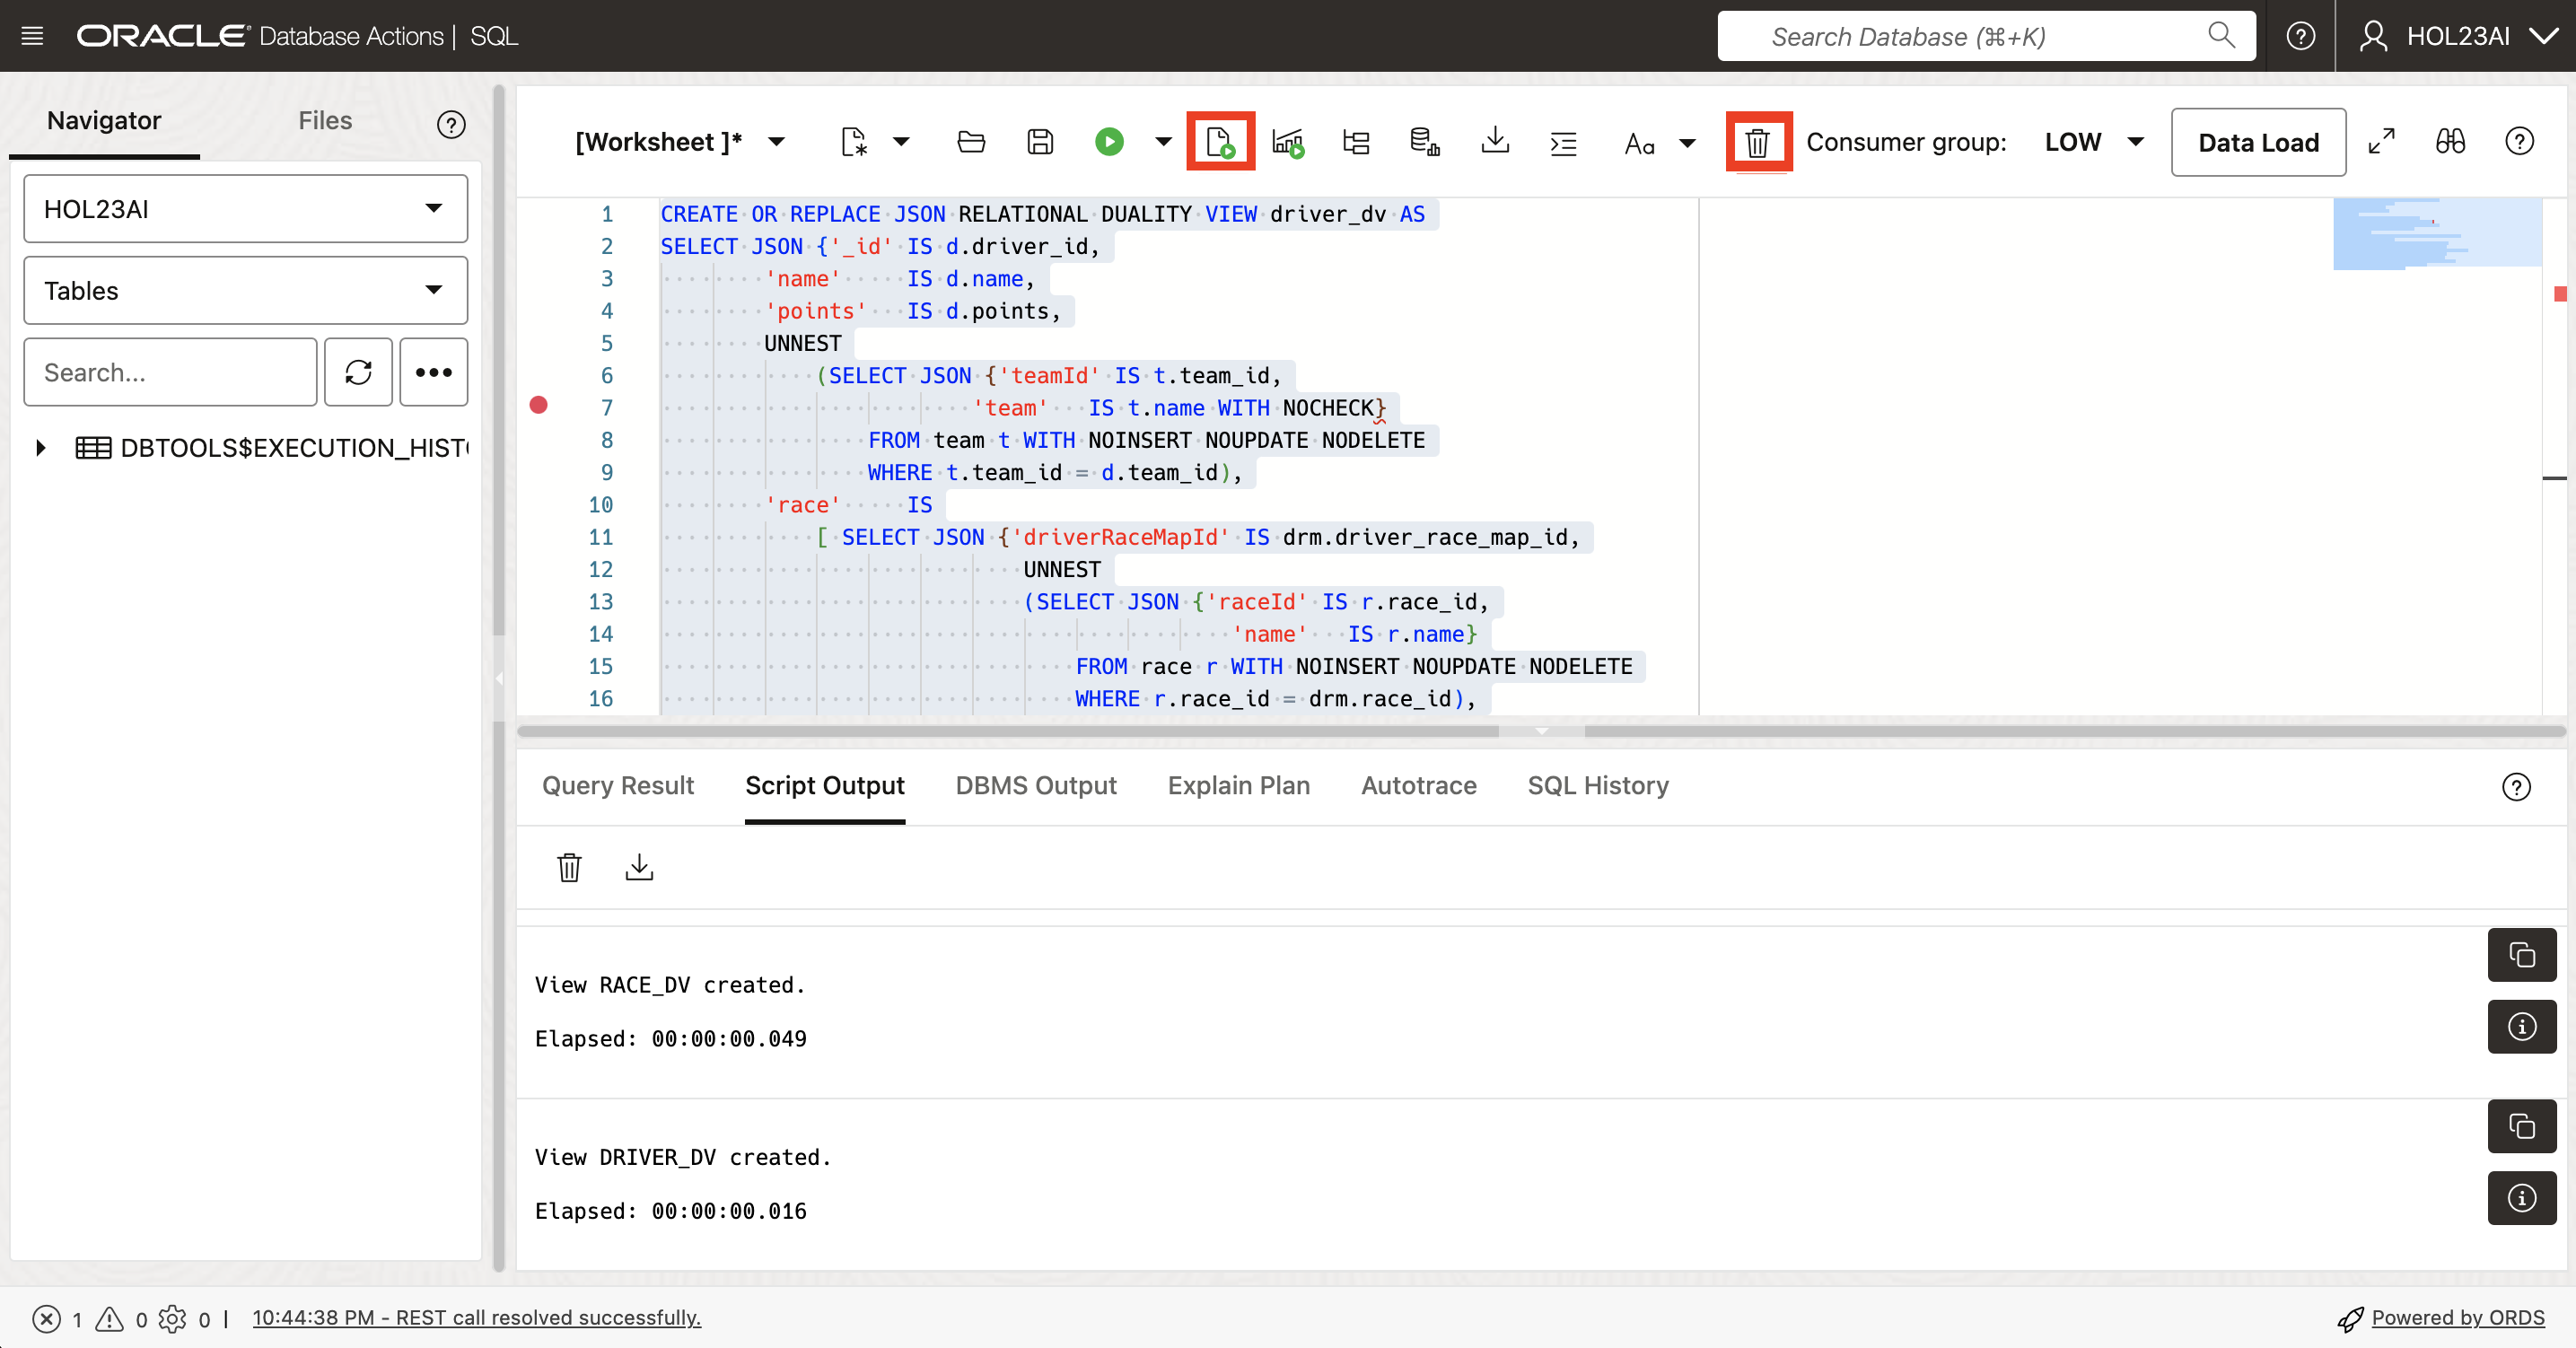 ORACLE Database Actions | SQL
Search Database (⌘+K)
HOL23AI
Navigator
Files
HOL23AI
Tables
Search...
DBTOOLS$EXECUTION_HIST
[Worksheet ]*
Aa
Consumer group:
LOW
Data Load
1 CREATE OR REPLACE JSON RELATIONAL DUALITY VIEW driver_dv AS
2 SELECT JSON {'_id' IS d.driver_id,
3 'name' IS d.name,
4 'points' IS d.points,
5 UNNEST
6 (SELECT JSON {'teamId' IS t.team_id,
7 'team' IS t.name WITH NOCHECK}
8 FROM team t WITH NOINSERT NOUPDATE NODELETE
9 WHERE t.team_id = d.team_id),
10 'race' IS
11 [ SELECT JSON {'driverRaceMapId' IS drm.driver_race_map_id,
12 UNNEST
13 (SELECT JSON {'raceId' IS r.race_id,
14 'name' IS r.name}
15 FROM race r WITH NOINSERT NOUPDATE NODELETE
16 WHERE r.race_id = drm.race_id),
Query Result
Script Output
DBMS Output
Explain Plan
Autotrace
SQL History
View RACE_DV created.
Elapsed: 00:00:00.049
View DRIVER_DV created.
Elapsed: 00:00:00.016
1 0 0 | 10:44:38 PM - REST call resolved successfully.
Powered by ORDS